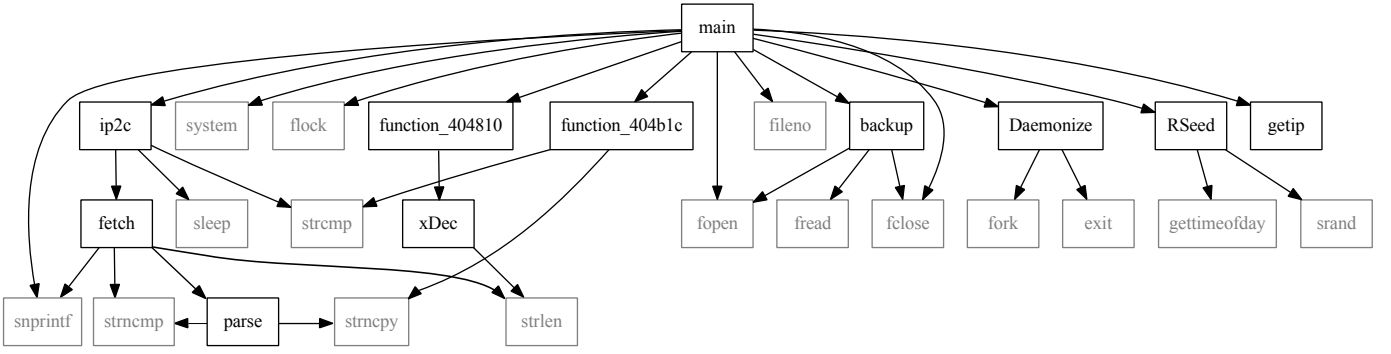 main
ip2c
system
flock
function_404810
function_404b1c
fileno
backup
Daemonize
RSeed
getip
fetch
sleep
strcmp
xDec
fopen
fread
fclose
fork
exit
gettimeofday
srand
snprintf
strncmp
parse
strncpy
strlen